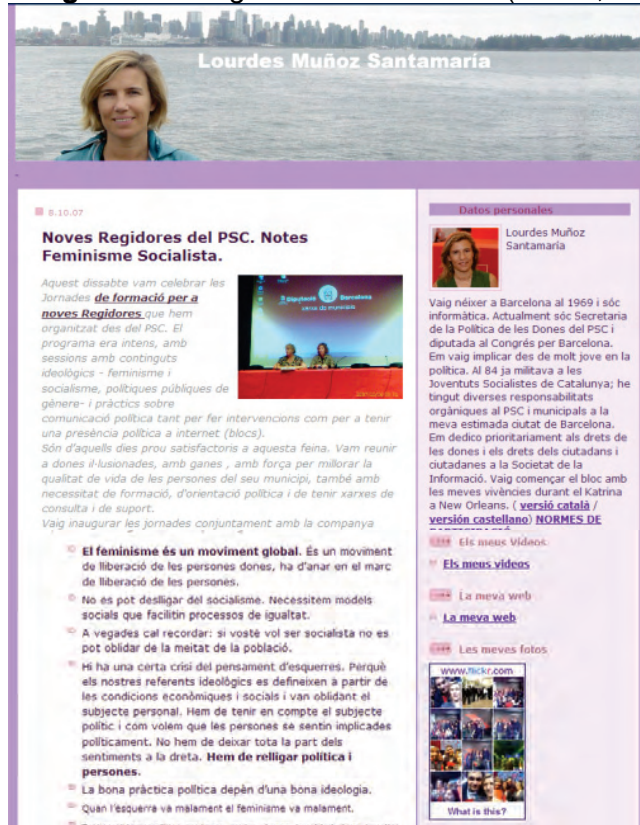 Lourdes Muñoz Santamaría
8.10.07
Noves Regidores del PSC. Notes
Feminisme Socialista.
Aquest dissabte vam celebrar les
Jornades de formació per a
noves Regidores que hem
organitzat des del PSC. El
programa era intens, amb
sessions amb continguts
ideològics - feminisme i
socialisme, polítiques públiques de
gènere- i pràctics sobre
comunicació política tant per fer intervencions com per a tenir
una presència política a internet (blocs).
Són d'aquells dies prou satisfactoris a aquesta feina. Vam reunir
a dones il·lusionades, amb ganes , amb força per millorar la
qualitat de vida de les persones del seu municipi, també amb
necessitat de formació, d'orientació política i de tenir xarxes de
consulta i de suport.
Vaig inaugurar les jornades conjuntament amb la companya
El feminisme és un moviment global. És un moviment
de lliberació de les persones dones, ha d'anar en el marc
de lliberació de les persones.
No es pot deslligar del socialisme. Necessitem models
socials que facilitin processos de igualtat.
A vegades cal recordar: si vosté vol ser socialista no es
pot oblidar de la meitat de la població.
Hi ha una certa crisi del pensament d'esquerres. Perquè
els nostres referents ideològics es defineixen a partir de
les condicions econòmiques i socials i van oblidant el
subjecte personal. Hem de tenir en compte el subjecte
polític i com volem que les persones se sentin implicades
políticament. No hem de deixar tota la part dels
sentiments a la dreta. Hem de relligar política i
persones.
La bona pràctica política depèn d'una bona ideologia.
Quan l'esquerra va malament el feminisme va malament.
Datos personales
Lourdes Muñoz
Santamaría
Vaig néixer a Barcelona al 1969 i sóc
informàtica. Actualment sóc Secretaria
de la Política de les Dones del PSC i
diputada al Congrés per Barcelona.
Em vaig implicar des de molt jove en la
política. Al 84 ja militava a les
Joventuts Socialistes de Catalunya; he
tingut diverses responsabilitats
orgàniques al PSC i municipals a la
meva estimada ciutat de Barcelona.
Em dedico prioritariament als drets de
les dones i els drets dels ciutadans i
ciutadanes a la Societat de la
Informació. Vaig començar el bloc amb
les meves vivències durant el Katrina
a New Orleans. ( versió català /
versión castellano) NORMES DE
Els meus Videos
Els meus videos
La meva web
La meva web
Les meves fotos
www.flickr.com
What is this?